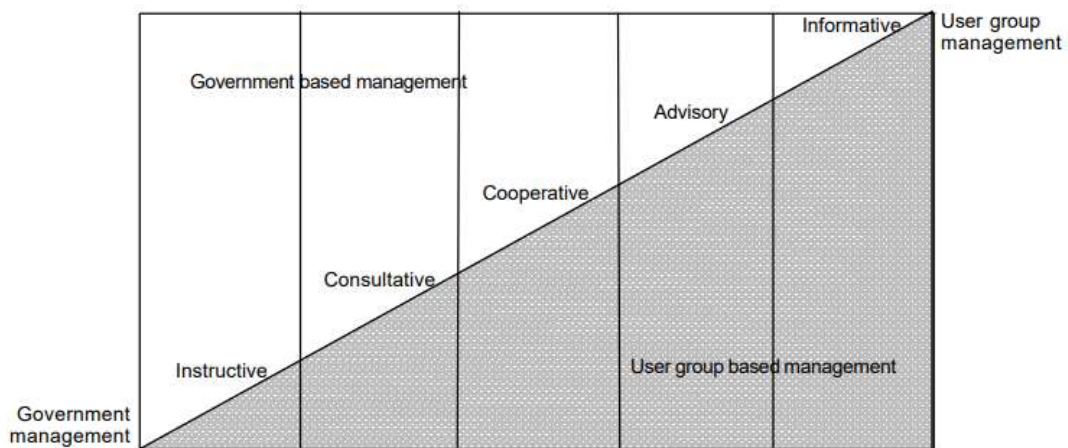 Informative
User group
management
Government based management
Advisory
Cooperative
Consultative
Instructive
User group based management
Government
management